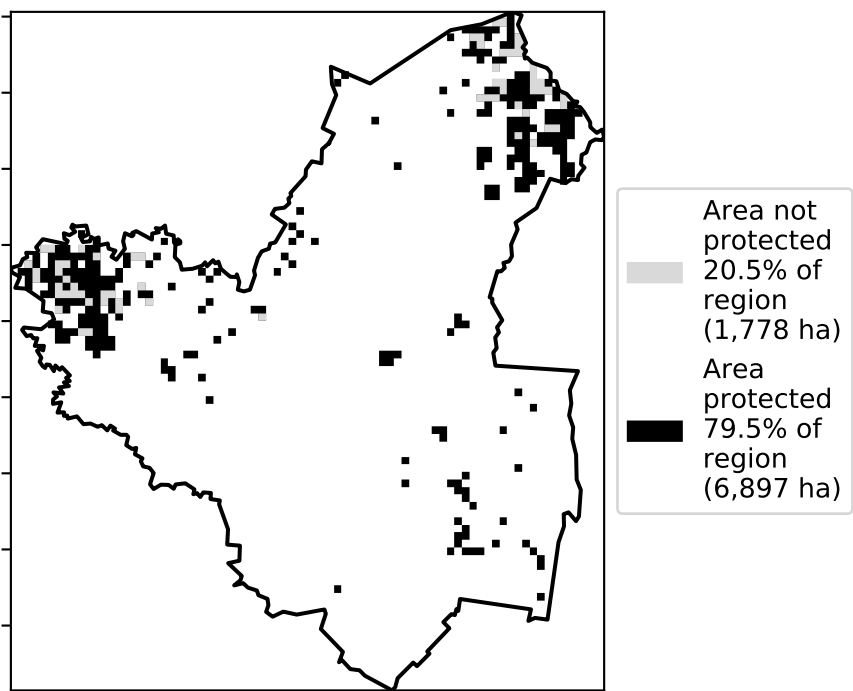 Area not
protected
20.5% of
region
(1,778 ha)
Area
protected
79.5% of
region
(6,897 ha)